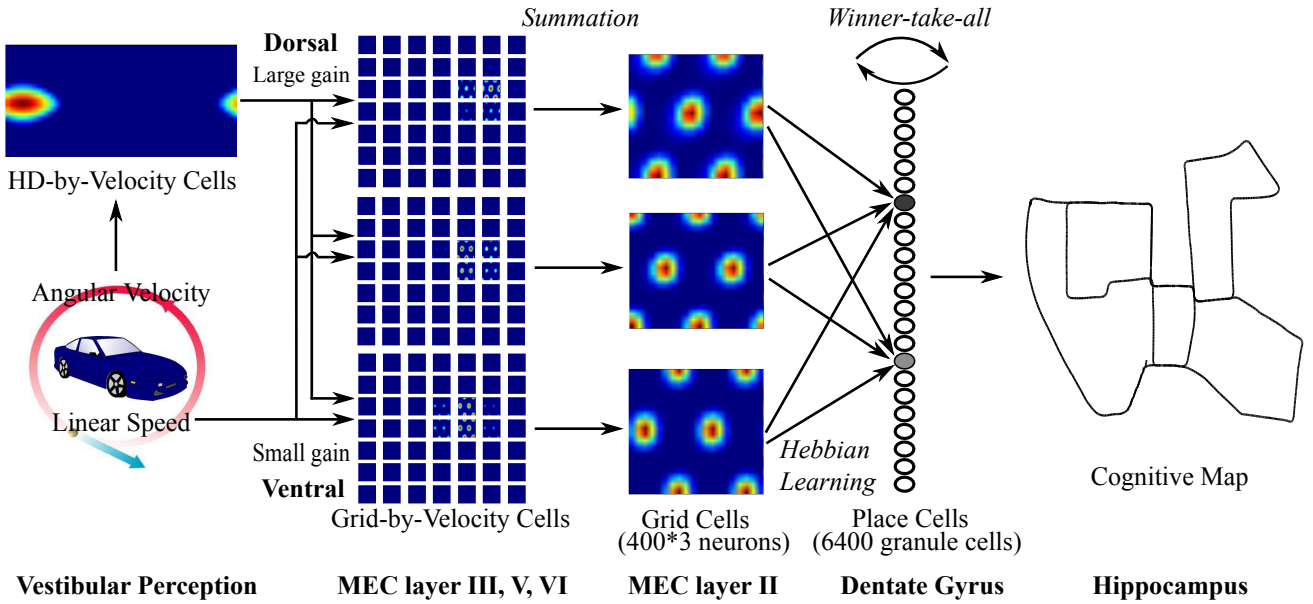 Summation
Winner-take-all
Dorsal
Large gain
HD-by-Velocity Cells
Angular Velocity
Linear Speed
Small gain
Ventral
Hebbian
Learning
Cognitive Map
Grid-by-Velocity Cells
Grid Cells
(400*3 neurons)
Place Cells
(6400 granule cells)
Vestibular Perception
MEC layer III, V, VI
MEC layer II
Dentate Gyrus
Hippocampus